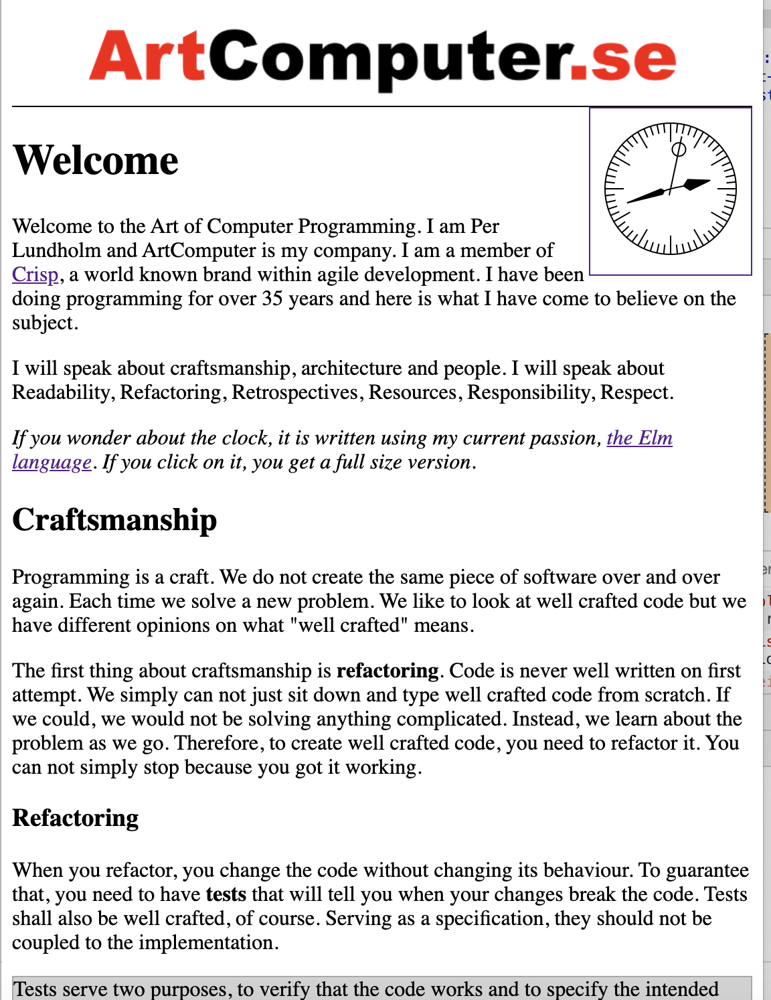 ArtComputer.se
Welcome
Welcome to the Art of Computer Programming. I am Per
Lundholm and ArtComputer is my company. I am a member of
Crisp, a world known brand within agile development. I have been
doing programming for over 35 years and here is what I have come to believe on the
subject.
I will speak about craftsmanship, architecture and people. I will speak about
Readability, Refactoring, Retrospectives, Resources, Responsibility, Respect.
If you wonder about the clock, it is written using my current passion, the Elm
language. If you click on it, you get a full size version.
Craftsmanship
Programming is a craft. We do not create the same piece of software over and over
again. Each time we solve a new problem. We like to look at well crafted code but we
have different opinions on what "well crafted" means.
The first thing about craftsmanship is refactoring. Code is never well written on first
attempt. We simply can not just sit down and type well crafted code from scratch. If
we could, we would not be solving anything complicated. Instead, we learn about the
problem as we go. Therefore, to create well crafted code, you need to refactor it. You
can not simply stop because you got it working.
Refactoring
When you refactor, you change the code without changing its behaviour. To guarantee
that, you need to have tests that will tell you when your changes break the code. Tests
shall also be well crafted, of course. Serving as a specification, they should not be
coupled to the implementation.
Tests serve two purposes, to verify that the code works and to specify the intended